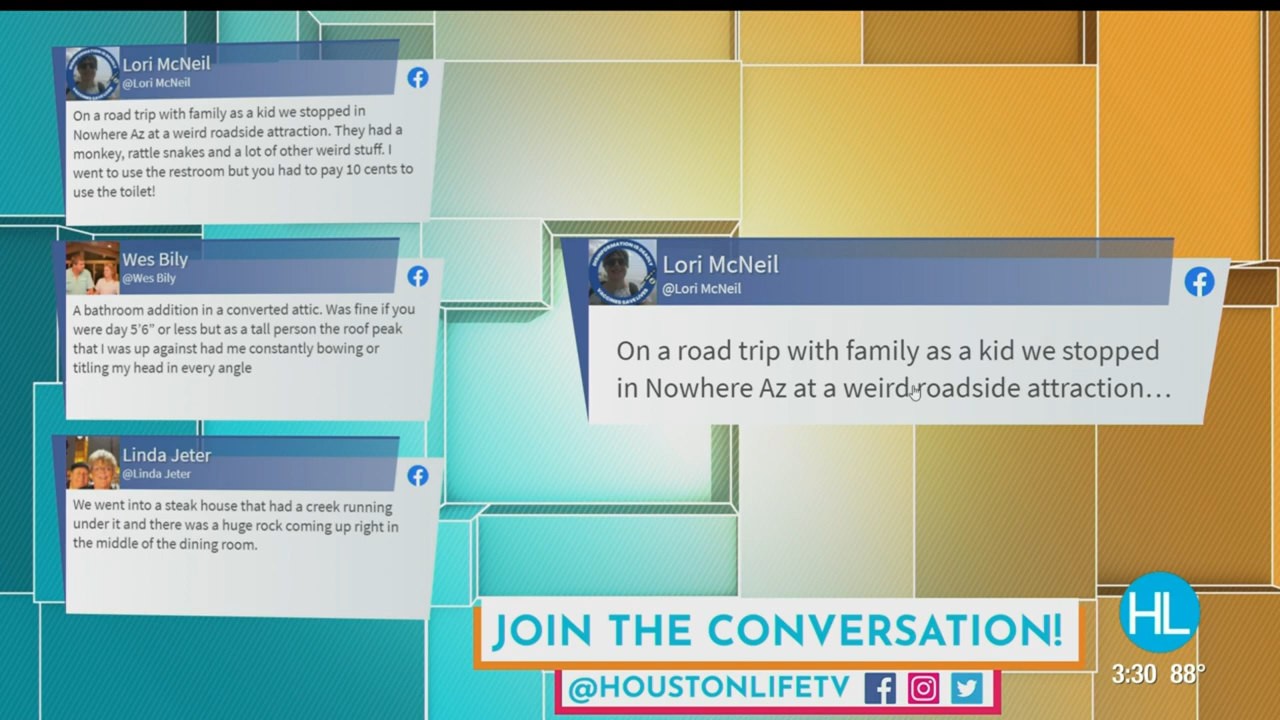 Lori McNeil
@Lori McNeil
On a road trip with family as a kid we stopped in
Nowhere Az at a weird roadside attraction. They had a
monkey, rattle snakes and a lot of other weird stuff. I
went to use the restroom but you had to pay 10 cents to
use the toilet!
Wes Bily
@Wes Bily
A bathroom addition in a converted attic. Was fine if you
were day 5'6" or less but as a tall person the roof peak
that I was up against had me constantly bowing or
titling my head in every angle
Linda Jeter
@Linda Jeter
We went into a steak house that had a creek running
under it and there was a huge rock coming up right in
the middle of the dining room.
Lori McNeil
@Lori McNeil
On a road trip with family as a kid we stopped
in Nowhere Az at a weird roadside attraction...
JOIN THE CONVERSATION!
@HOUSTONLIFETV
HL
3:30 88°